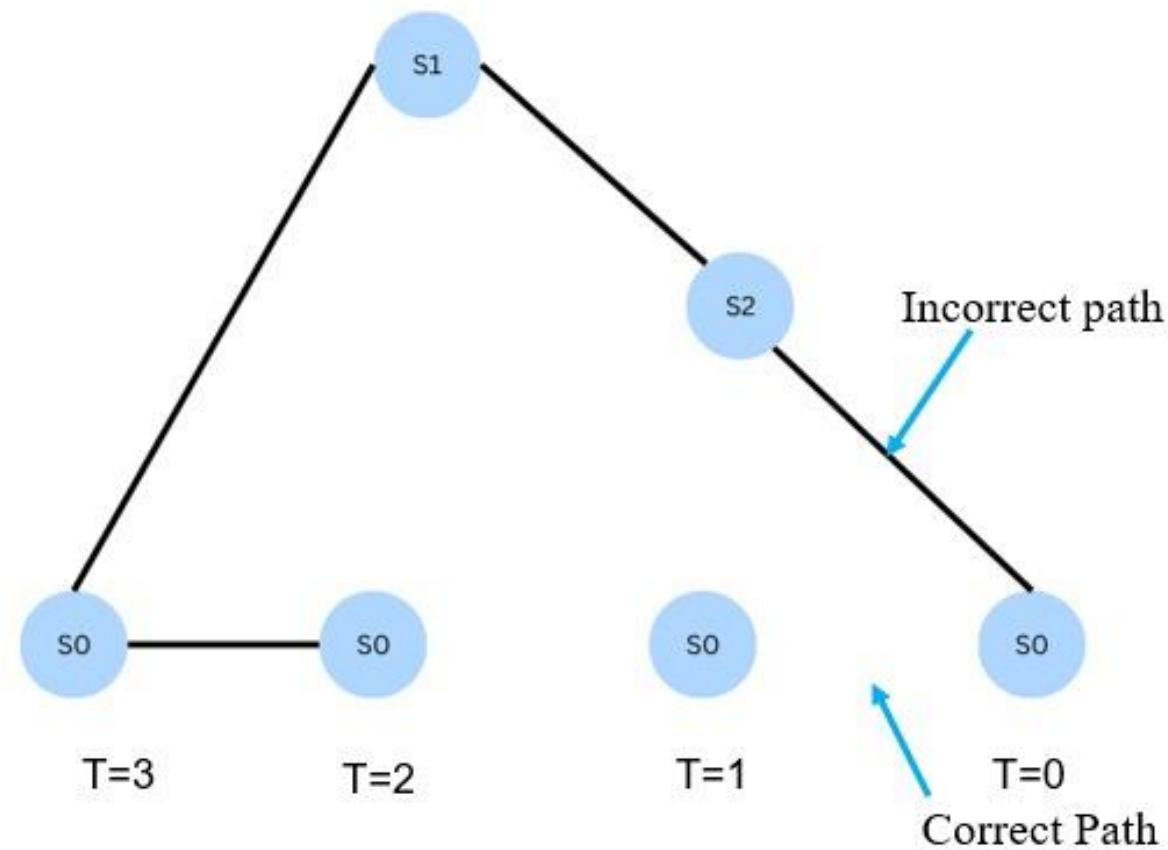 S1
S2
Incorrect path
S0
S0
S0
S0
T=3
T=2
T=1
T=0
Correct Path